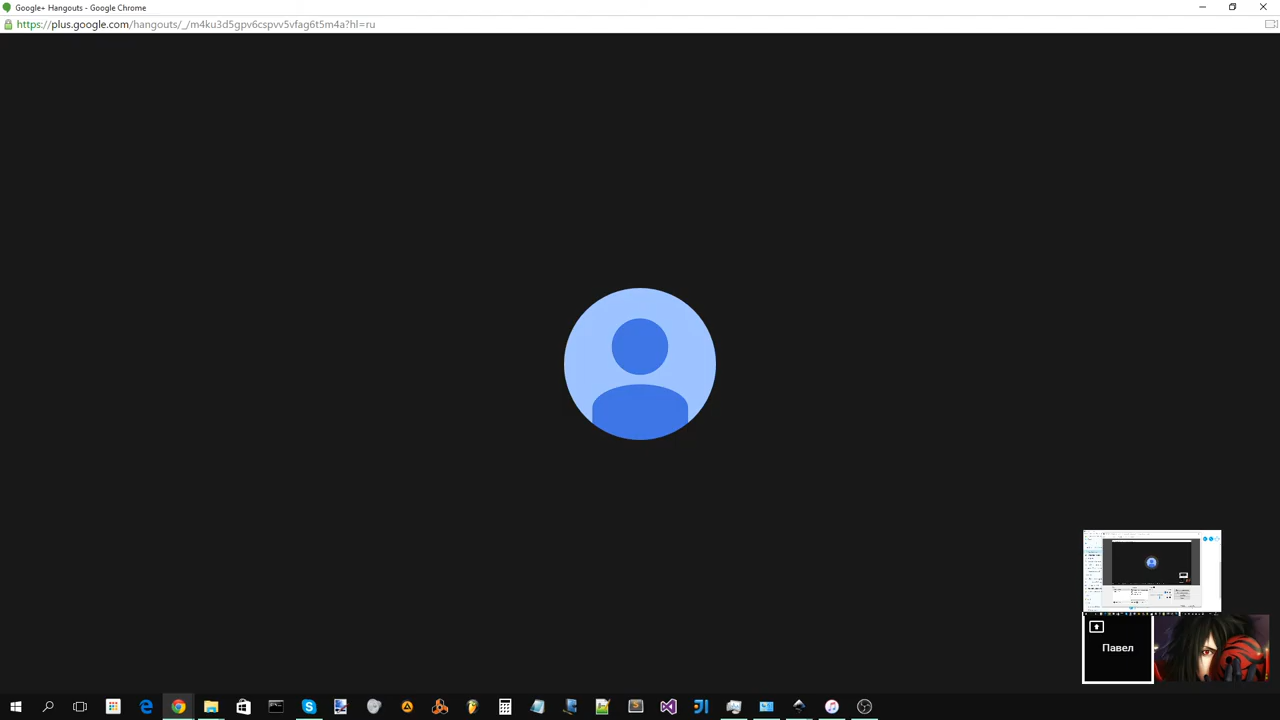 Google+ Hangouts - Google Chrome
https://plus.google.com/hangouts/_/m4ku3d5gpv6cspvv5vfag6t5m4a?hl=ru
Павел